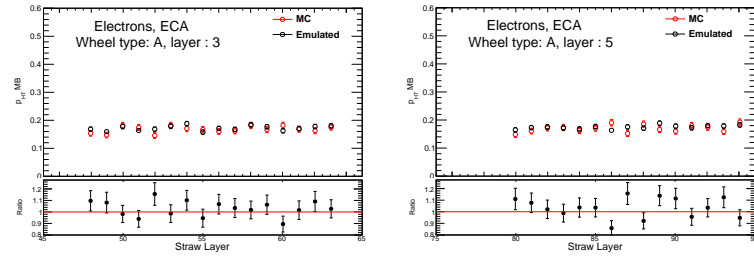 Electrons, ECA
Wheel type: A, layer : 3
MC
Emulated
p_HT MB
0.6
0.5
0.4
0.3
0.2
0.1
0
Ratio
1.2
1.1
1
0.9
0.8
45 50 55 60 65
Straw Layer
Electrons, ECA
Wheel type: A, layer : 5
MC
Emulated
p_HT MB
0.6
0.5
0.4
0.3
0.2
0.1
0
Ratio
1.2
1.1
1
0.9
0.8
75 80 85 90
Straw Layer